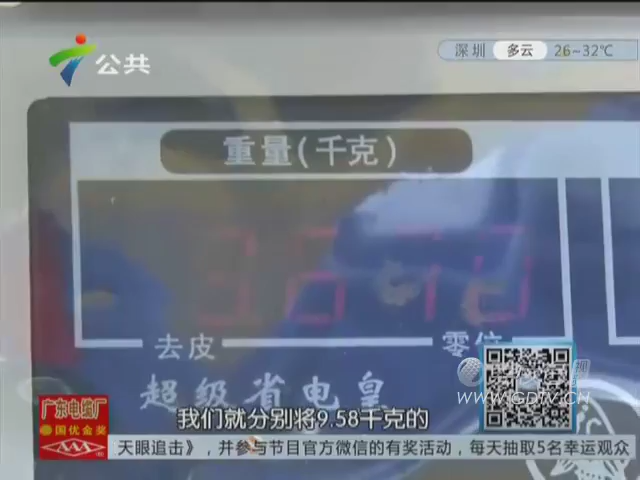 公共
深圳 多云 26~32℃
重量(千克)
去皮
零位
超级省电皇
我们就分别将9.58千克的
WWW.GDTV.CN
广东电缆厂
国优金奖
AAA
天眼追击》，并参与节目官方微信的有奖活动，每天抽取5名幸运观众